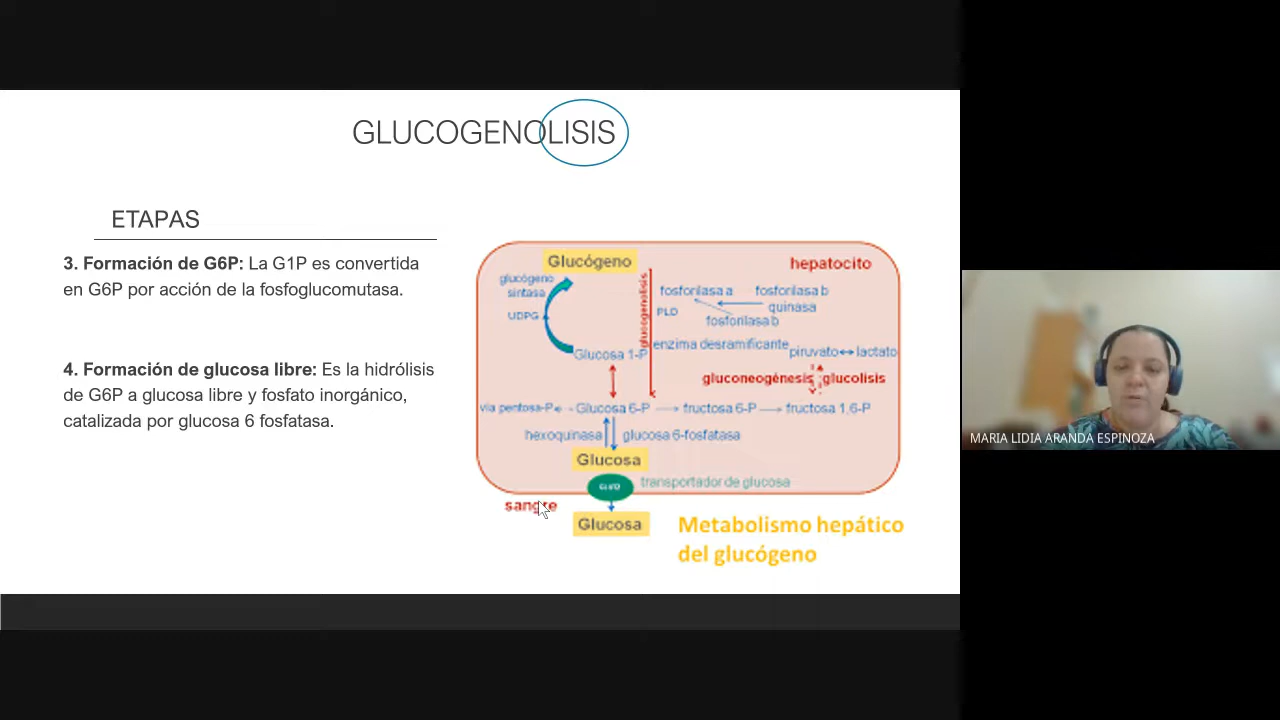 GLUCOGENOLISIS
ETAPAS
3. Formación de G6P: La G1P es convertida
en G6P por acción de la fosfoglucomutasa.
4. Formación de glucosa libre: Es la hidrólisis
de G6P a glucosa libre y fosfato inorgánico,
catalizada por glucosa 6 fosfatasa.
Glucógeno
hepatocito
glucógeno
sintasa
UDPG
glucogenolisis
fosforilasa a
fosforilasa b
quinasa
PLD
fosforilasa b
enzima desramificante
Glucosa 1-P
piruvato
lactato
gluconeogénesis
glucolisis
via pentosa-P
Glucosa 6-P
fructosa 6-P
fructosa 1,6-P
hexoquinasa
glucosa 6-fosfatasa
Glucosa
transportador de glucosa
sangre
Glucosa
Metabolismo hepático
del glucógeno
MARIA LIDIA ARANDA ESPINOZA